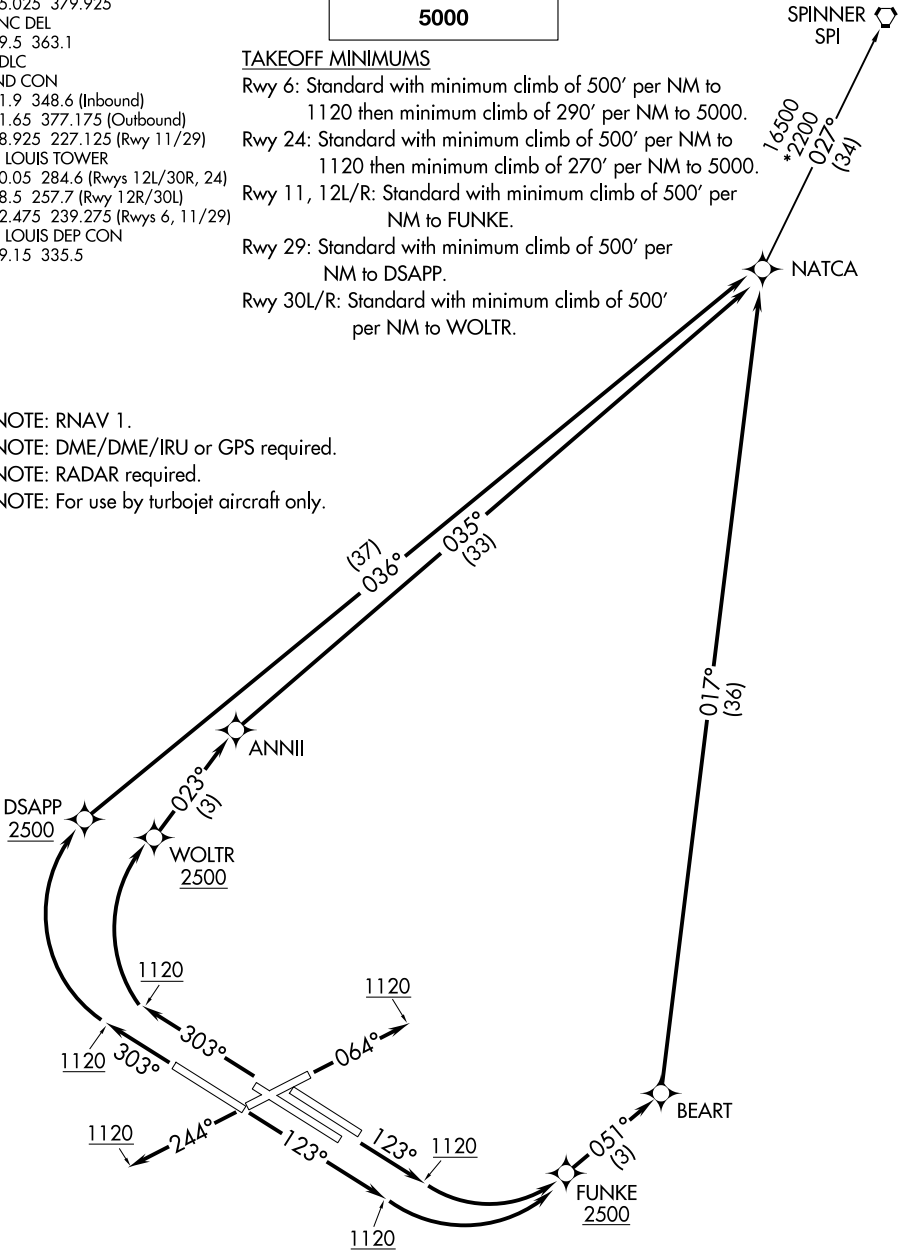 5.025 379.925
NC DEL
9.5 363.1
DLC
ND CON
1.9 348.6 (Inbound)
1.65 377.175 (Outbound)
8.925 227.125 (Rwy 11/29)
LOUIS TOWER
0.05 284.6 (Rwys 12L/30R, 24)
8.5 257.7 (Rwy 12R/30L)
2.475 239.275 (Rwys 6, 11/29)
LOUIS DEP CON
9.15 335.5
5000
TAKEOFF MINIMUMS
Rwy 6: Standard with minimum climb of 500' per NM to
1120 then minimum climb of 290' per NM to 5000.
Rwy 24: Standard with minimum climb of 500' per NM to
1120 then minimum climb of 270' per NM to 5000.
Rwy 11, 12L/R: Standard with minimum climb of 500' per
NM to FUNKE.
Rwy 29: Standard with minimum climb of 500' per
NM to DSAPP.
Rwy 30L/R: Standard with minimum climb of 500'
per NM to WOLTR.
SPINNER
SPI
16500
*2200
027°
(34)
NATCA
NOTE: RNAV 1.
NOTE: DME/DME/IRU or GPS required.
NOTE: RADAR required.
NOTE: For use by turbojet aircraft only.
(37)
036°
035°
(33)
017°
(36)
ANNII
023°
(3)
DSAPP
2500
WOLTR
2500
1120
1120
303°
303°
1120
064°
1120
244°
123°
123°
1120
1120
BEART
051°
(3)
FUNKE
2500